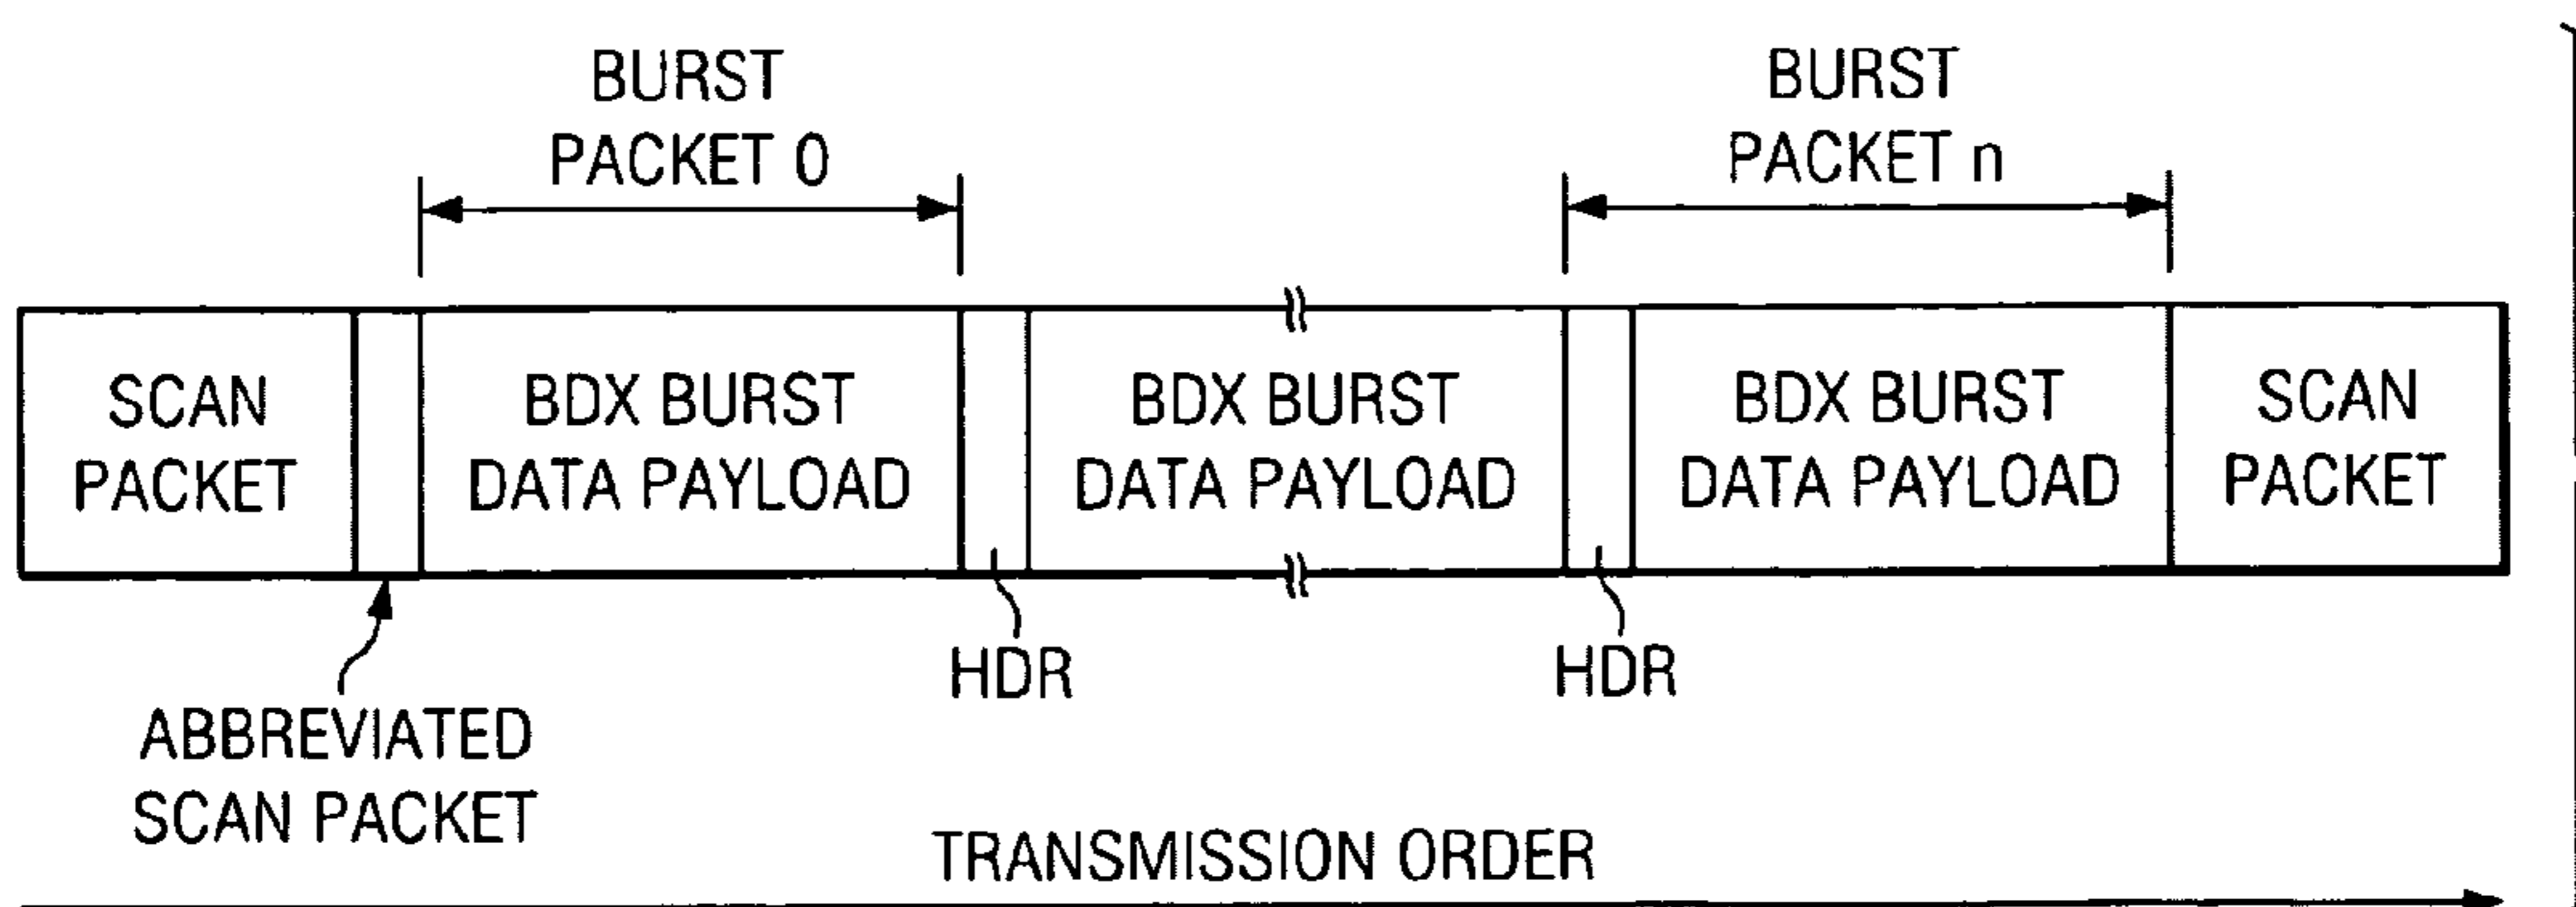 BURST
PACKET 0
BURST
PACKET n
SCAN
PACKET
BDX BURST
DATA PAYLOAD
BDX BURST
DATA PAYLOAD
BDX BURST
DATA PAYLOAD
SCAN
PACKET
HDR
HDR
ABBREVIATED
SCAN PACKET
TRANSMISSION ORDER